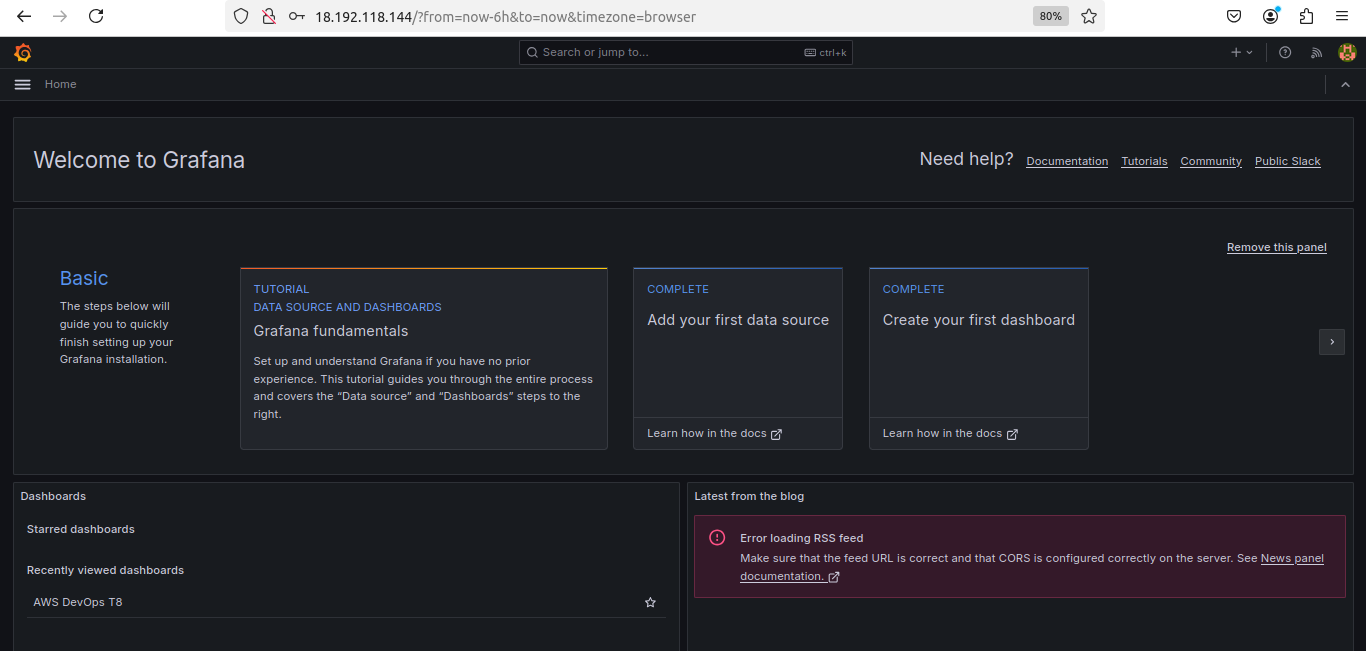 18.192.118.144/?from=now-6h&to=now&timezone=browser
80%
Search or jump to...
ctrl+k
Home
Welcome to Grafana
Need help?
Documentation
Tutorials
Community
Public Slack
Remove this panel
Basic
The steps below will
guide you to quickly
finish setting up your
Grafana installation.
TUTORIAL
DATA SOURCE AND DASHBOARDS
Grafana fundamentals
Set up and understand Grafana if you have no prior
experience. This tutorial guides you through the entire process
and covers the “Data source” and “Dashboards” steps to the
right.
COMPLETE
Add your first data source
Learn how in the docs
COMPLETE
Create your first dashboard
Learn how in the docs
Dashboards
Starred dashboards
Recently viewed dashboards
AWS DevOps T8
Latest from the blog
Error loading RSS feed
Make sure that the feed URL is correct and that CORS is configured correctly on the server. See News panel
documentation.